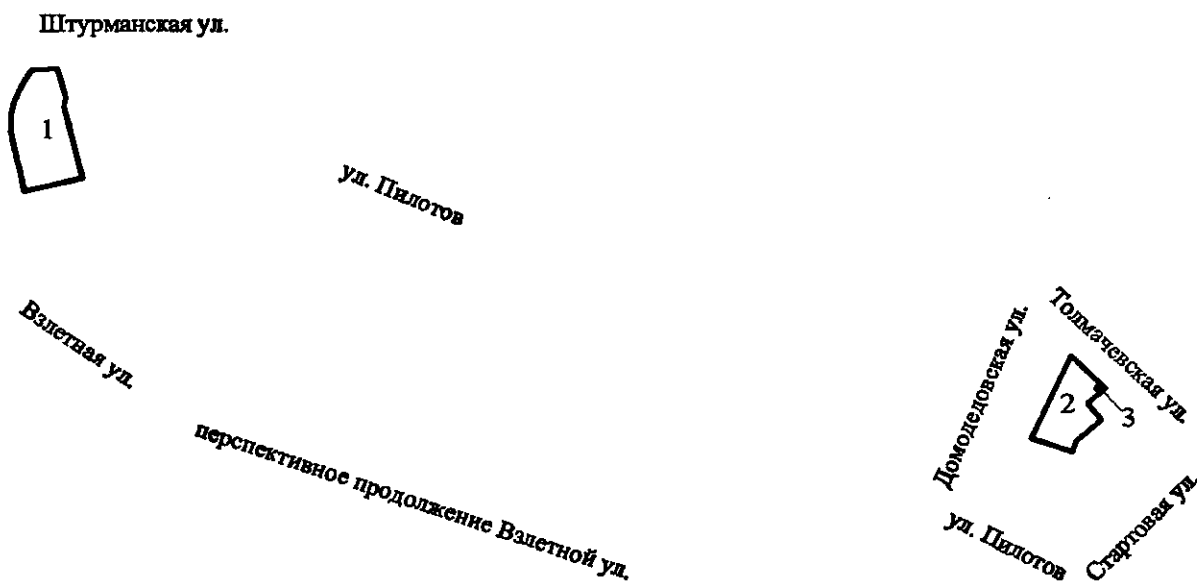 Штурманская ул.
1
ул. Пилотов
Взлетная ул.
перспективное продолжение Взлетной ул.
Домодедовская ул.
Толмачевская ул.
2
3
ул. Пилотов
Стартовая ул.